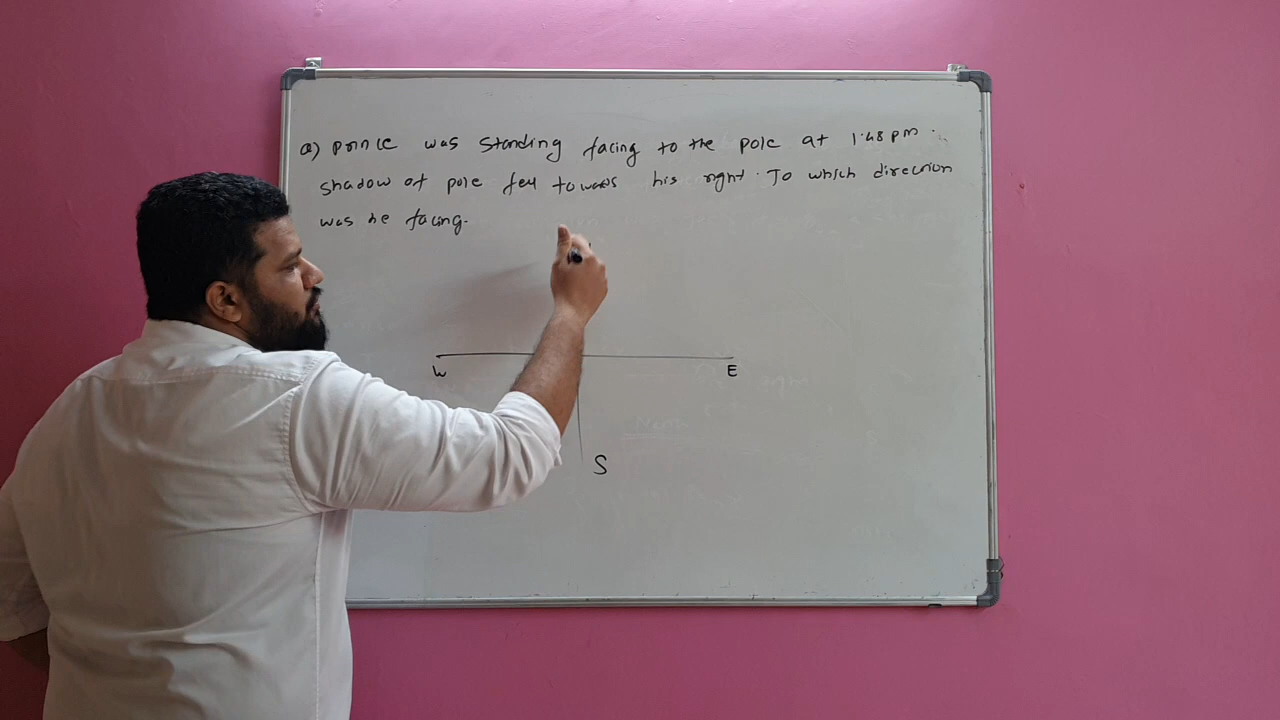 Q) prince was standing facing to the pole at 1:48 pm.
shadow of pole fell towards his right. To which direction
was he facing.
W E
S